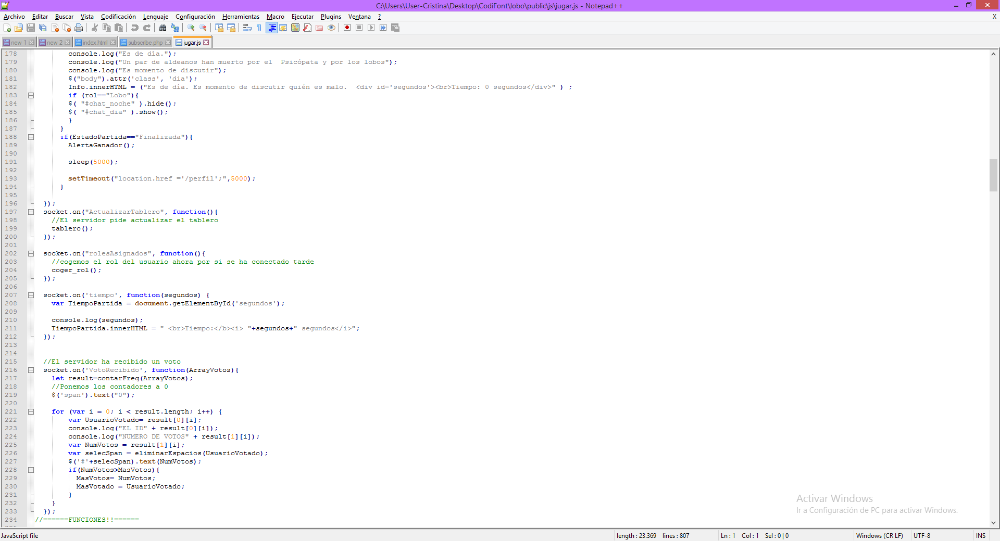 C:\Users\User-Cristina\Desktop\CodiFont\lobo\public\js\jugar.js - Notepad++
Archivo Editar Buscar Vista Codificación Lenguaje Configuración Herramientas Macro Ejecutar Plugins Ventana ? X
new 1 new 2 index.html subscribe.php jugar.js
178 console.log("Es de día.");
179 console.log("Un par de aldeanos han muerto por el  Psicópata y por los lobos");
180 console.log("Es momento de discutir");
181 $("body").attr('class', 'dia');
182 Info.innerHTML = ("Es de día. Es momento de discutir quién es malo.  <div id='segundos'><br>Tiempo: 0 segundos</div>" ) ;
183 if (rol=="Lobo"){
184 $( "#chat_noche" ).hide();
185 $( "#chat_dia" ).show();
186 }
187 }
188 if(EstadoPartida=="Finalizada"){
189 AlertaGanador();
190
191 sleep(5000);
192
193 setTimeout("location.href ='/perfil';",5000);
194 }
195
196 });
197 socket.on("ActualizarTablero", function(){
198 //El servidor pide actualizar el tablero
199 tablero();
200 });
201
202 socket.on("rolesAsignados", function(){
203 //cogemos el rol del usuario ahora por si se ha conectado tarde
204 coger_rol();
205 });
206
207 socket.on('tiempo', function(segundos) {
208 var TiempoPartida = document.getElementById('segundos');
209
210 console.log(segundos);
211 TiempoPartida.innerHTML = " <br>Tiempo:</b><i> "+segundos+" segundos</i>";
212 });
213
214
215 //El servidor ha recibido un voto
216 socket.on('VotoRecibido', function(ArrayVotos){
217 let result=contarFreq(ArrayVotos);
218 //Ponemos los contadores a 0
219 $('span').text("0");
220
221 for (var i = 0; i < result.length; i++) {
222 var UsuarioVotado= result[0][i];
223 console.log("EL ID" + result[0][i]);
224 console.log("NUMERO DE VOTOS" + result[1][i]);
225 var NumVotos = result[1][i];
226 var selecSpan = eliminarEspacios(UsuarioVotado);
227 $('#'+selecSpan).text(NumVotos);
228 if(NumVotos>MasVotos){
229 MasVotos= NumVotos;
230 MasVotado = UsuarioVotado;
231 }
232 }
233 });
234 //======FUNCIONES!!======
Activar Windows
Ir a Configuración de PC para activar Windows.
JavaScript file length : 23.369 lines : 807 Ln : 1 Col : 1 Sel : 0 | 0 Windows (CR LF) UTF-8 INS